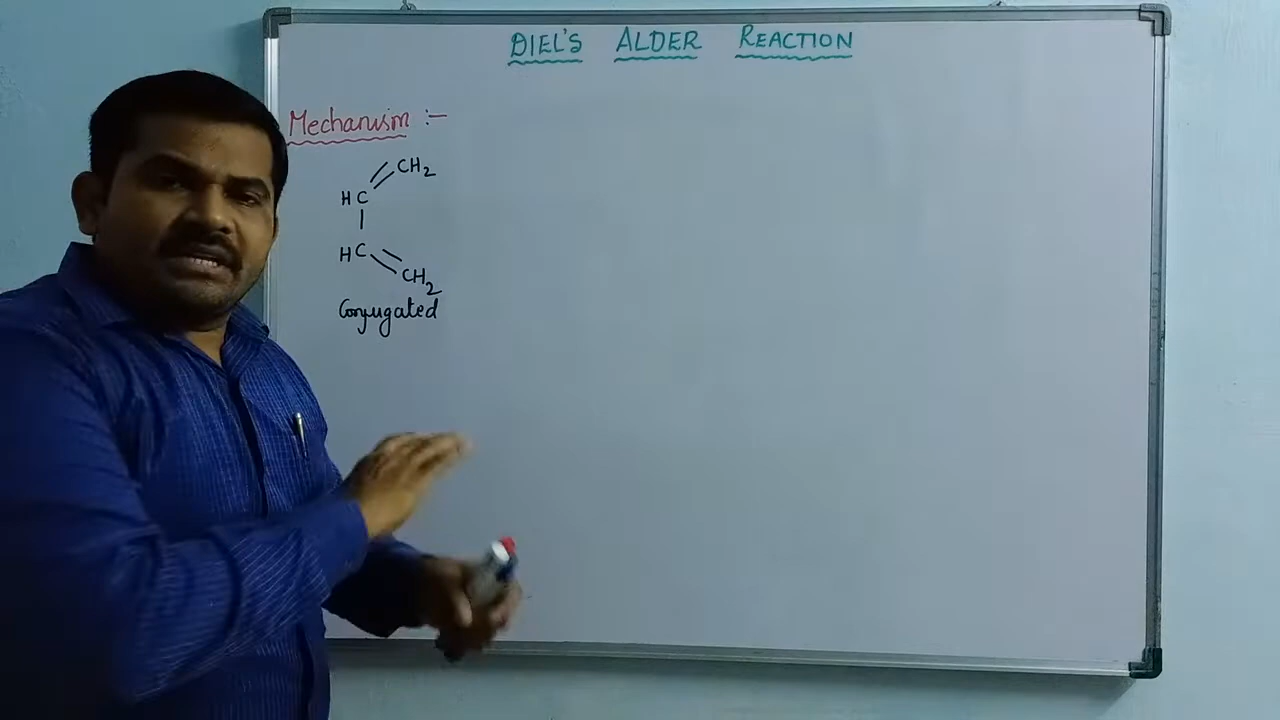 DIEL'S ALDER REACTION
Mechanism :-
CH2
HC
HC
CH2
Conjugated